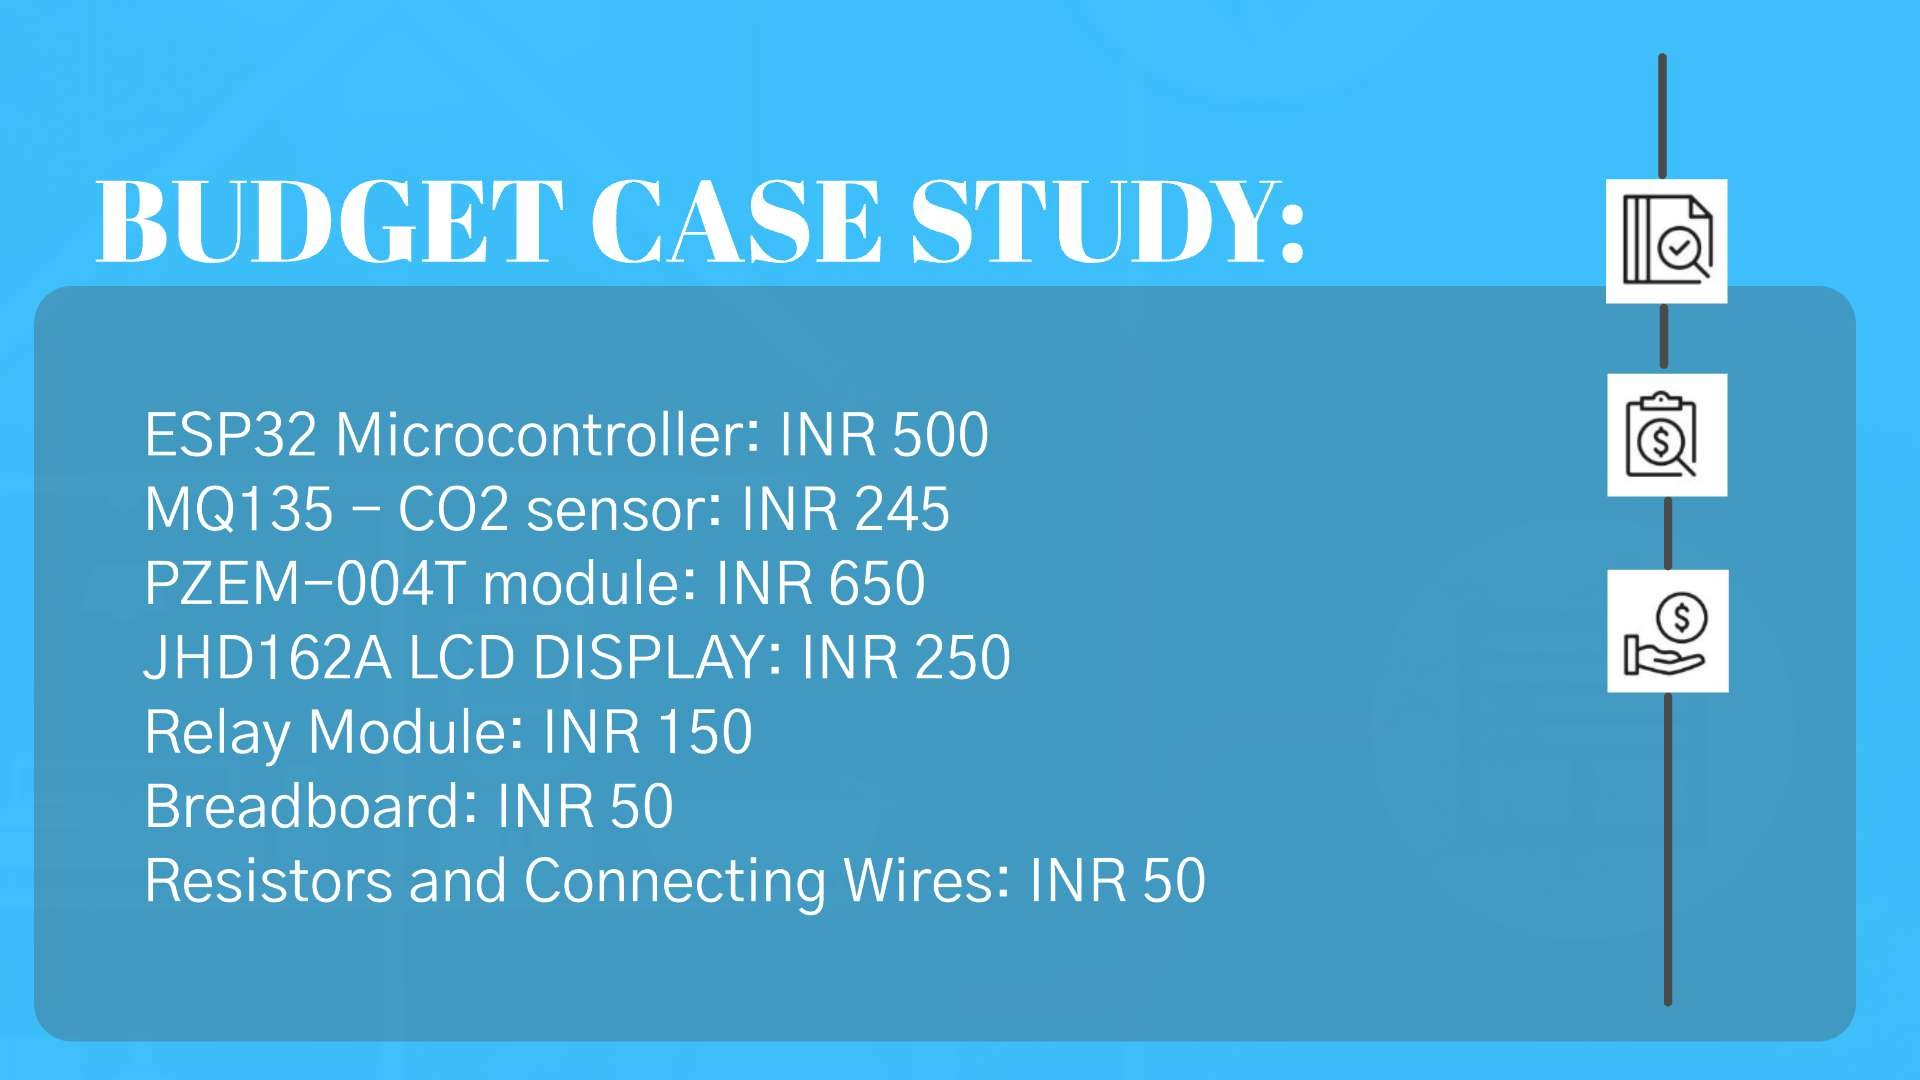 BUDGET CASE STUDY:
ESP32 Microcontroller: INR 500
MQ135 - CO2 sensor: INR 245
PZEM-004T module: INR 650
JHD162A LCD DISPLAY: INR 250
Relay Module: INR 150
Breadboard: INR 50
Resistors and Connecting Wires: INR 50